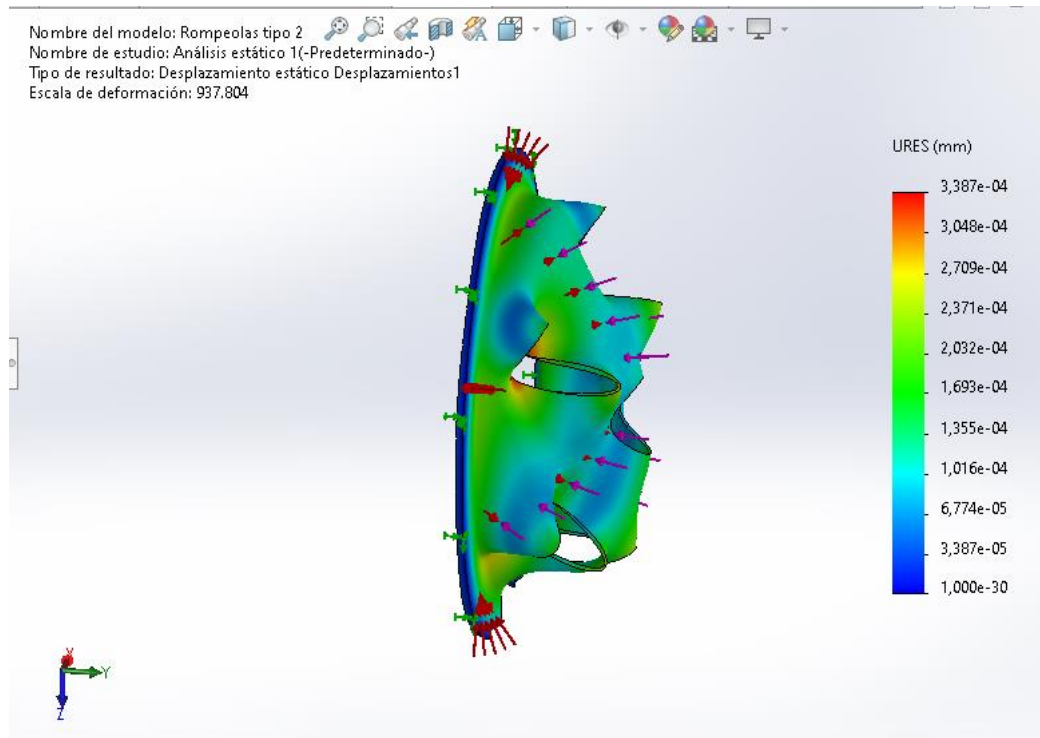 Nombre del modelo: Rompeolas tipo 2
Nombre de estudio: Análisis estático 1(-Predeterminado-)
Tipo de resultado: Desplazamiento estático Desplazamientos1
Escala de deformación: 937.804
URES (mm)
3,387e-04
3,048e-04
2,709e-04
2,371e-04
2,032e-04
1,693e-04
1,355e-04
1,016e-04
6,774e-05
3,387e-05
1,000e-30
X
Y
Z